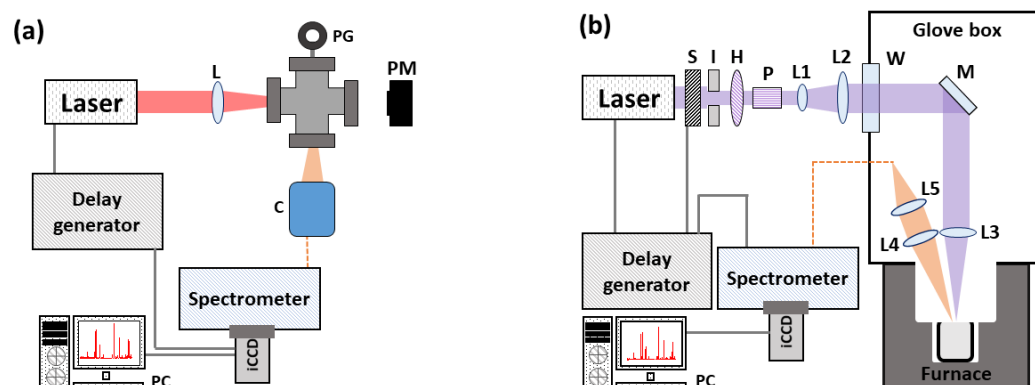 (a)
PG
L
PM
Laser
C
Delay
generator
Spectrometer
iCCD
PC
(b)
Glove box
S
I
H
P
L1
L2
W
M
Laser
L5
L4
L3
Delay
generator
Spectrometer
iCCD
PC
Furnace